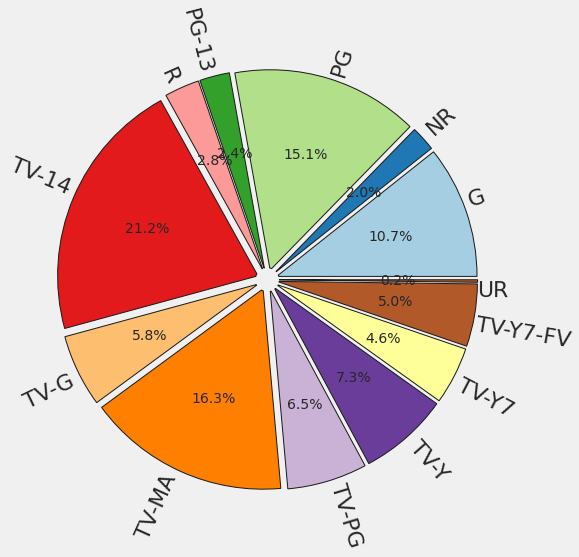 PG-13
R
PG
NR
TV-14
G
2.4%
2.8%
15.1%
2.0%
21.2%
10.7%
0.2%
UR
5.0%
TV-Y7-FV
5.8%
4.6%
TV-G
7.3%
TV-Y7
16.3%
6.5%
TV-Y
TV-MA
TV-PG